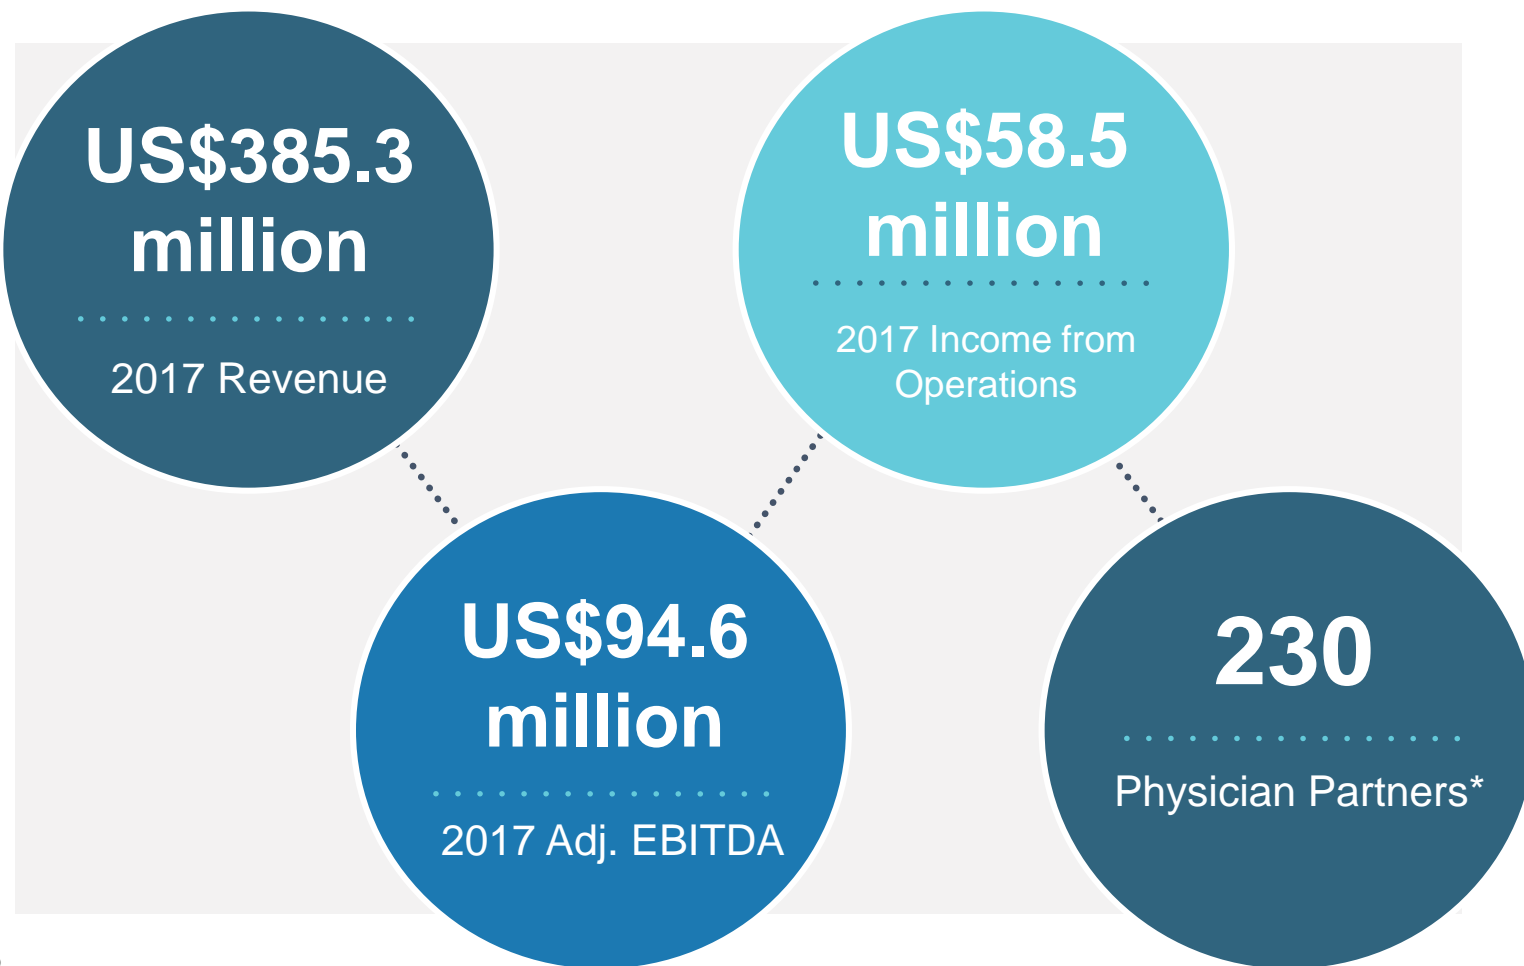 US$385.3
million
2017 Revenue
US$58.5
million
2017 Income from
Operations
US$94.6
million
2017 Adj. EBITDA
230
Physician Partners*